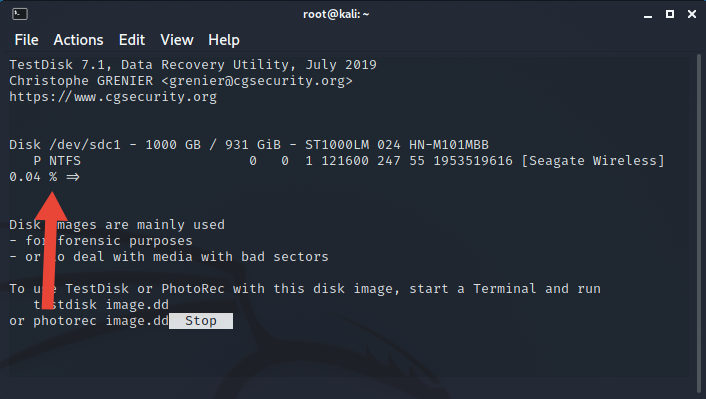 root@kali: ~
File Actions Edit View Help
TestDisk 7.1, Data Recovery Utility, July 2019
Christophe GRENIER <grenier@cgsecurity.org>
https://www.cgsecurity.org
Disk /dev/sdc1 - 1000 GB / 931 GiB - ST1000LM 024 HN-M101MBB
P NTFS 0 0 1 121600 247 55 1953519616 [Seagate Wireless]
0.04 % =>
Disk images are mainly used
- for forensic purposes
- or to deal with media with bad sectors
To use TestDisk or PhotoRec with this disk image, start a Terminal and run
testdisk image.dd
or photorec image.dd Stop